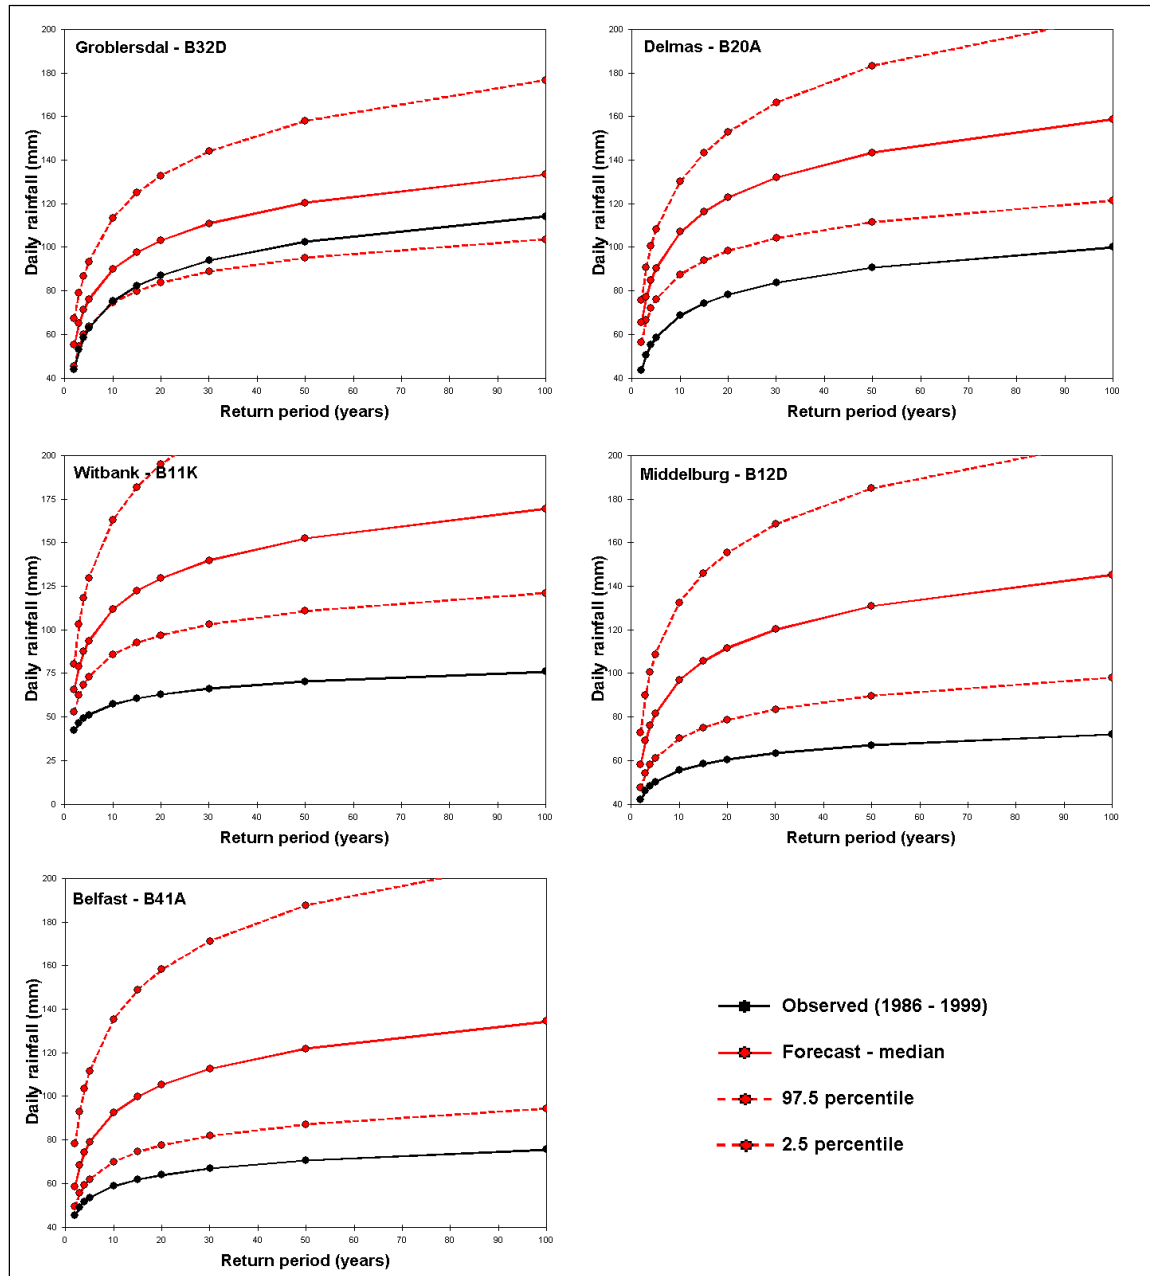 Groblersdal - B32D
Daily rainfall (mm)
200
180
160
140
120
100
80
60
40
0 10 20 30 40 50 60 70 80 90 100
Return period (years)
Delmas - B20A
Daily rainfall (mm)
200
180
160
140
120
100
80
60
40
0 10 20 30 40 50 60 70 80 90 100
Return period (years)
Witbank - B11K
Daily rainfall (mm)
200
175
150
125
100
75
50
25
0
0 10 20 30 40 50 60 70 80 90 100
Return period (years)
Middelburg - B12D
Daily rainfall (mm)
200
180
160
140
120
100
80
60
40
0 10 20 30 40 50 60 70 80 90 100
Return period (years)
Belfast - B41A
Daily rainfall (mm)
200
180
160
140
120
100
80
60
40
0 10 20 30 40 50 60 70 80 90 100
Return period (years)
Observed (1986 - 1999)
Forecast - median
97.5 percentile
2.5 percentile